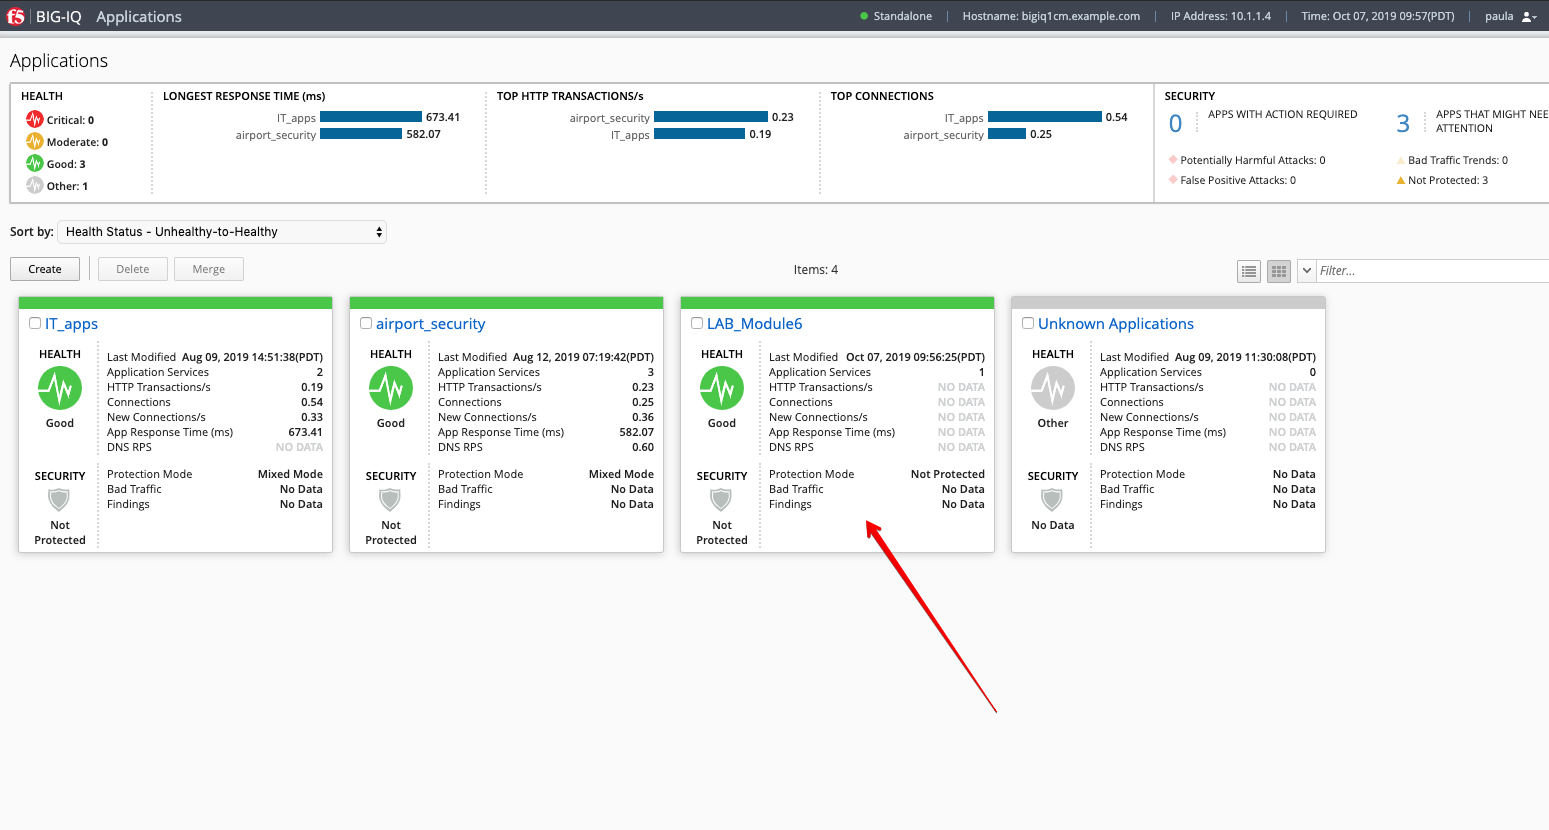 f5 BIG-IQ Applications Standalone Hostname: bigiq1cm.example.com IP Address: 10.1.1.4 Time: Oct 07, 2019 09:57(PDT) paula
Applications
HEALTH
Critical: 0
Moderate: 0
Good: 3
Other: 1
LONGEST RESPONSE TIME (ms)
IT_apps 673.41
airport_security 582.07
TOP HTTP TRANSACTIONS/s
airport_security 0.23
IT_apps 0.19
TOP CONNECTIONS
IT_apps 0.54
airport_security 0.25
SECURITY
0 APPS WITH ACTION REQUIRED
Potentially Harmful Attacks: 0
False Positive Attacks: 0
3 APPS THAT MIGHT NEE
ATTENTION
Bad Traffic Trends: 0
Not Protected: 3
Sort by: Health Status - Unhealthy-to-Healthy
Create Delete Merge Items: 4 Filter...
IT_apps
HEALTH
Good
Last Modified Aug 09, 2019 14:51:38(PDT)
Application Services 2
HTTP Transactions/s 0.19
Connections 0.54
New Connections/s 0.33
App Response Time (ms) 673.41
DNS RPS NO DATA
SECURITY
Not
Protected
Protection Mode Mixed Mode
Bad Traffic No Data
Findings No Data
airport_security
HEALTH
Good
Last Modified Aug 12, 2019 07:19:42(PDT)
Application Services 3
HTTP Transactions/s 0.23
Connections 0.25
New Connections/s 0.36
App Response Time (ms) 582.07
DNS RPS 0.60
SECURITY
Not
Protected
Protection Mode Mixed Mode
Bad Traffic No Data
Findings No Data
LAB_Module6
HEALTH
Good
Last Modified Oct 07, 2019 09:56:25(PDT)
Application Services 1
HTTP Transactions/s NO DATA
Connections NO DATA
New Connections/s NO DATA
App Response Time (ms) NO DATA
DNS RPS NO DATA
SECURITY
Not
Protected
Protection Mode Not Protected
Bad Traffic No Data
Findings No Data
Unknown Applications
HEALTH
Other
Last Modified Aug 09, 2019 11:30:08(PDT)
Application Services 0
HTTP Transactions/s NO DATA
Connections NO DATA
New Connections/s NO DATA
App Response Time (ms) NO DATA
DNS RPS NO DATA
SECURITY
No Data
Protection Mode No Data
Bad Traffic No Data
Findings No Data